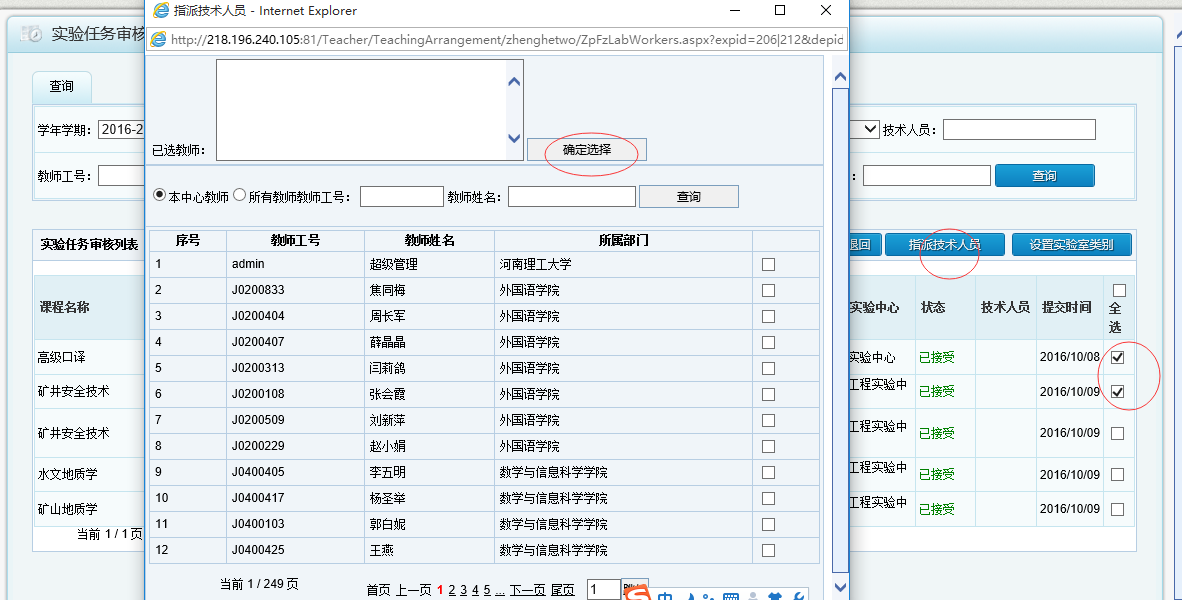 指派技术人员 - Internet Explorer
http://218.196.240.105:81/Teacher/TeachingArrangement/zhenghetwo/ZpFzLabWorkers.aspx?expid=206|212&depid
实验任务审核
查询
学年学期： 2016-2
技术人员：
教师工号：
：
查询
实验任务审核列表
退回 指派技术人员 设置实验室类别
课程名称
实验中心 状态 技术人员 提交时间 全选
高级口译
实验中心 已接受 2016/10/08
矿井安全技术
工程实验中 已接受 2016/10/09
矿井安全技术
工程实验中 已接受 2016/10/09
水文地质学
工程实验中 已接受 2016/10/09
矿山地质学
工程实验中 已接受 2016/10/09
当前 1 / 1 页
已选教师：
确定选择
本中心教师 所有教师教师工号： 教师姓名： 查询
序号 教师工号 教师姓名 所属部门
1 admin 超级管理 河南理工大学
2 J0200833 焦同梅 外国语学院
3 J0200404 周长军 外国语学院
4 J0200407 薛晶晶 外国语学院
5 J0200313 闫莉鸽 外国语学院
6 J0200108 张会霞 外国语学院
7 J0200509 刘新萍 外国语学院
8 J0200229 赵小娟 外国语学院
9 J0400405 李五明 数学与信息科学学院
10 J0400417 杨圣举 数学与信息科学学院
11 J0400103 郭白妮 数学与信息科学学院
12 J0400425 王燕 数学与信息科学学院
当前 1 / 249 页
首页 上一页 1 2 3 4 5 ... 下一页 尾页 1
中